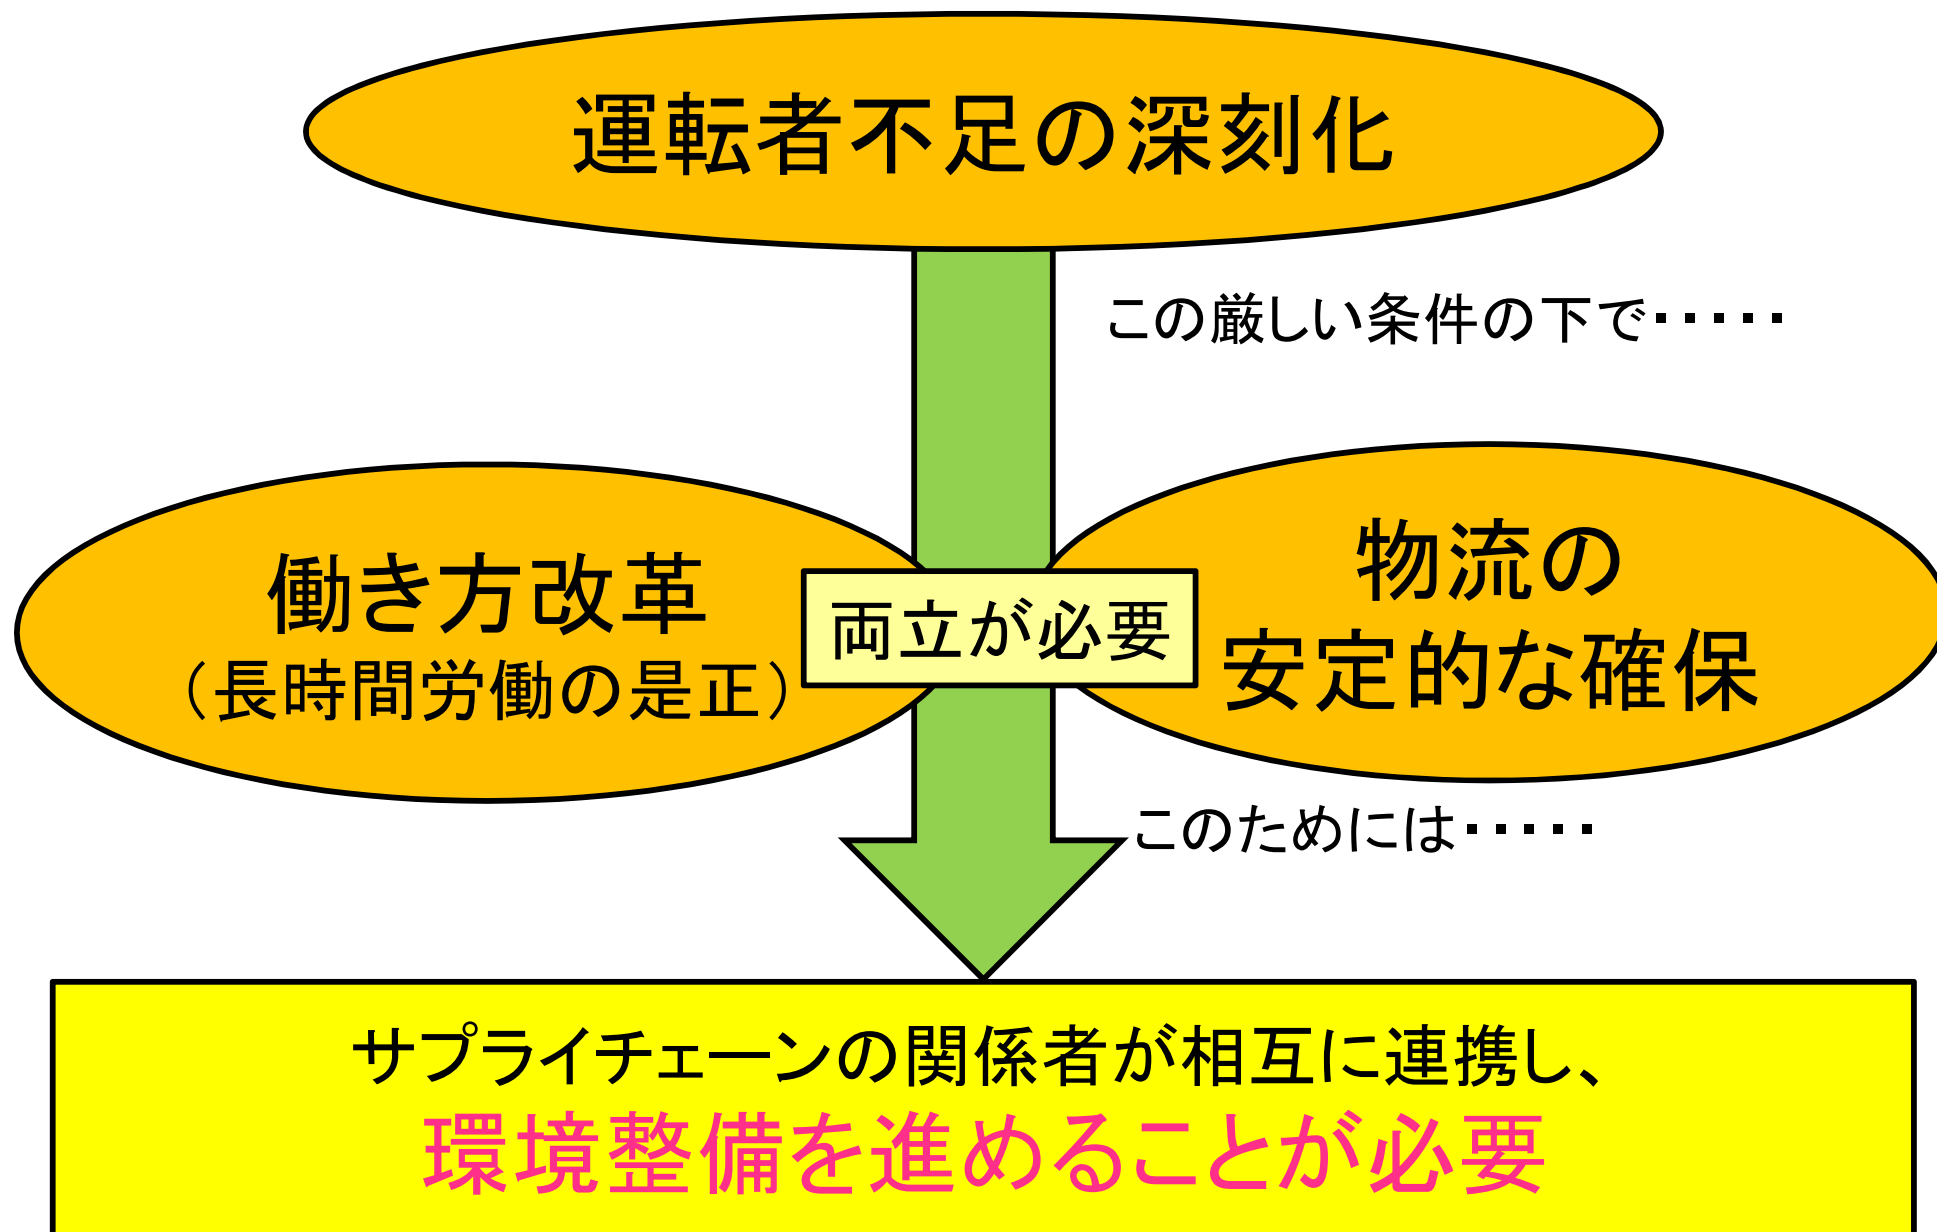 運転者不足の深刻化
この厳しい条件の下で・・・・・
働き方改革
（長時間労働の是正）
両立が必要
物流の
安定的な確保
このためには・・・・・
サプライチェーンの関係者が相互に連携し、
環境整備を進めることが必要